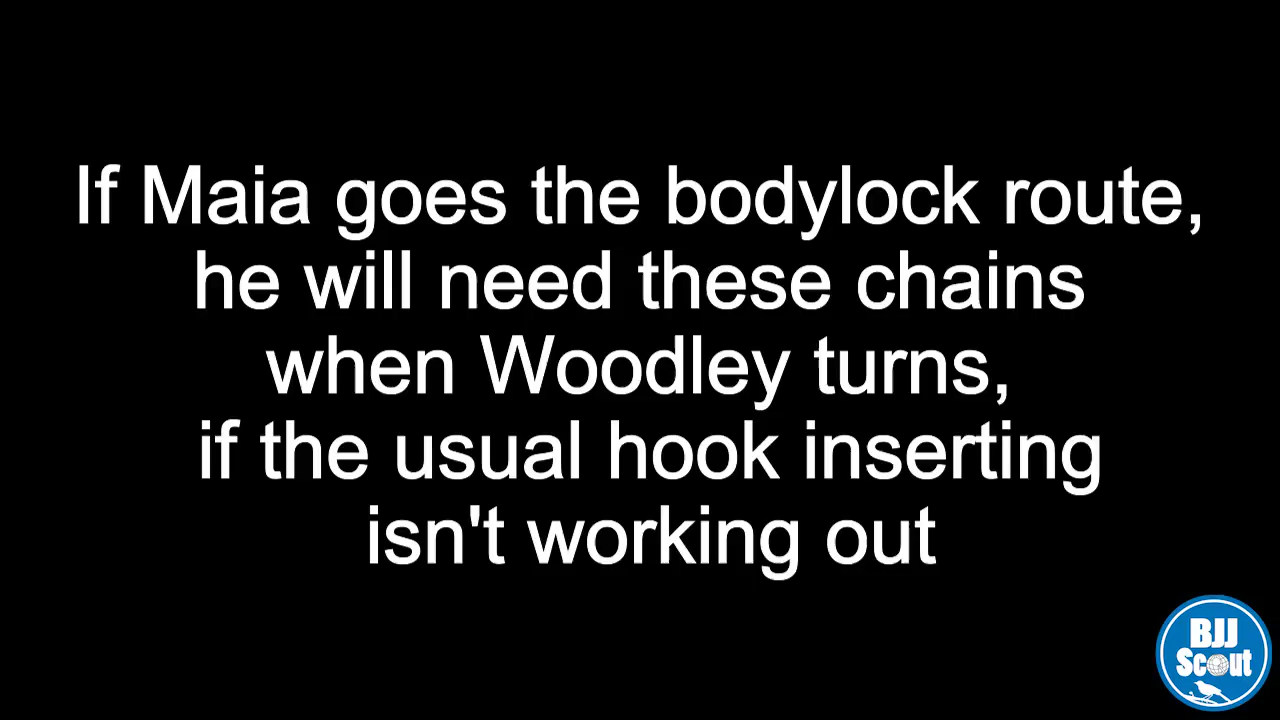 If Maia goes the bodylock route,
he will need these chains
when Woodley turns,
if the usual hook inserting
isn't working out
BJJ
Scout